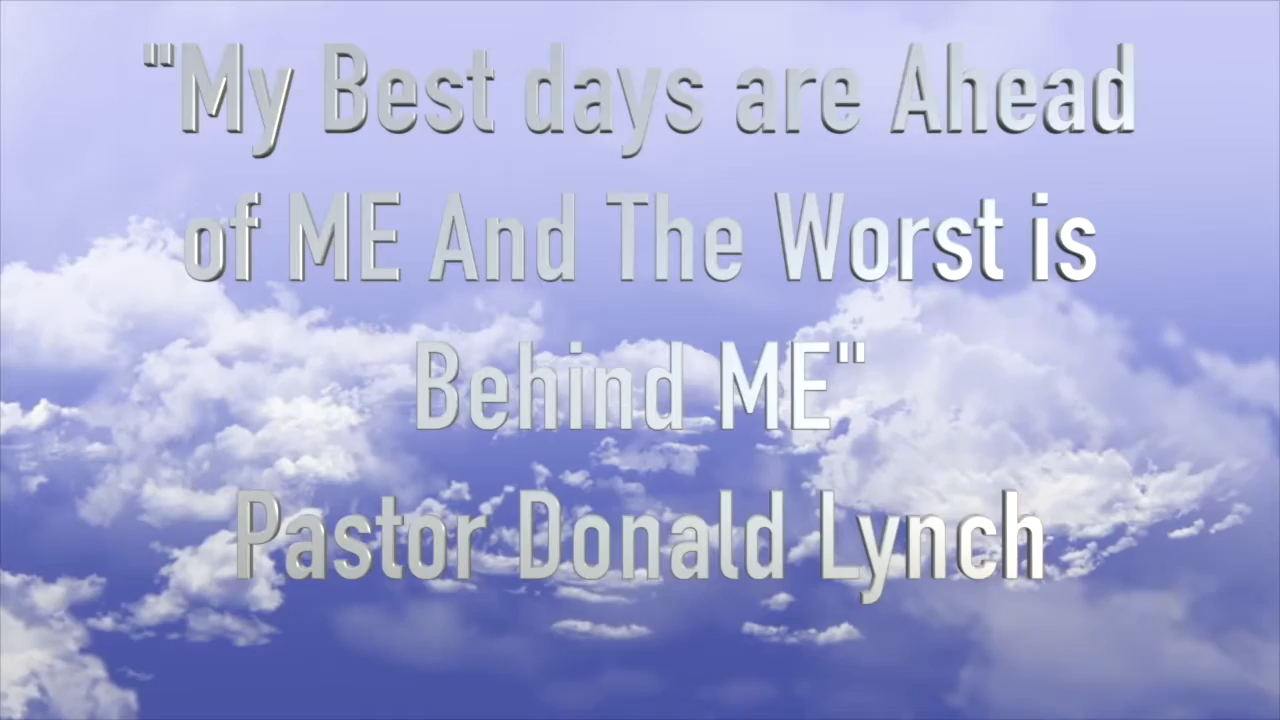 "My Best days are Ahead
of ME And The Worst is
Behind ME"
Pastor Donald Lynch